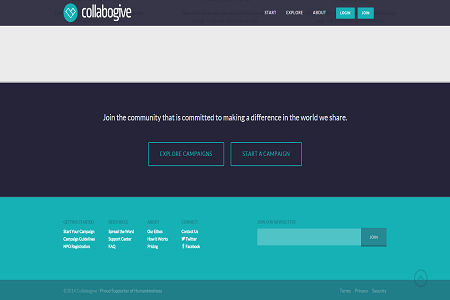 collabogive
START EXPLORE ABOUT LOGIN JOIN
Join the community that is committed to making a difference in the world we share.
EXPLORE CAMPAIGNS START A CAMPAIGN
GETTING STARTED RESOURCES ABOUT CONNECT JOIN OUR NEWSLETTER
Start Your Campaign Spread the Word Our Ethos Contact Us
Campaign Guidelines Support Center How it Works Twitter JOIN
NPO Registration FAQ Pricing Facebook
Collabogive Proud Supporter of Terms Privacy Security